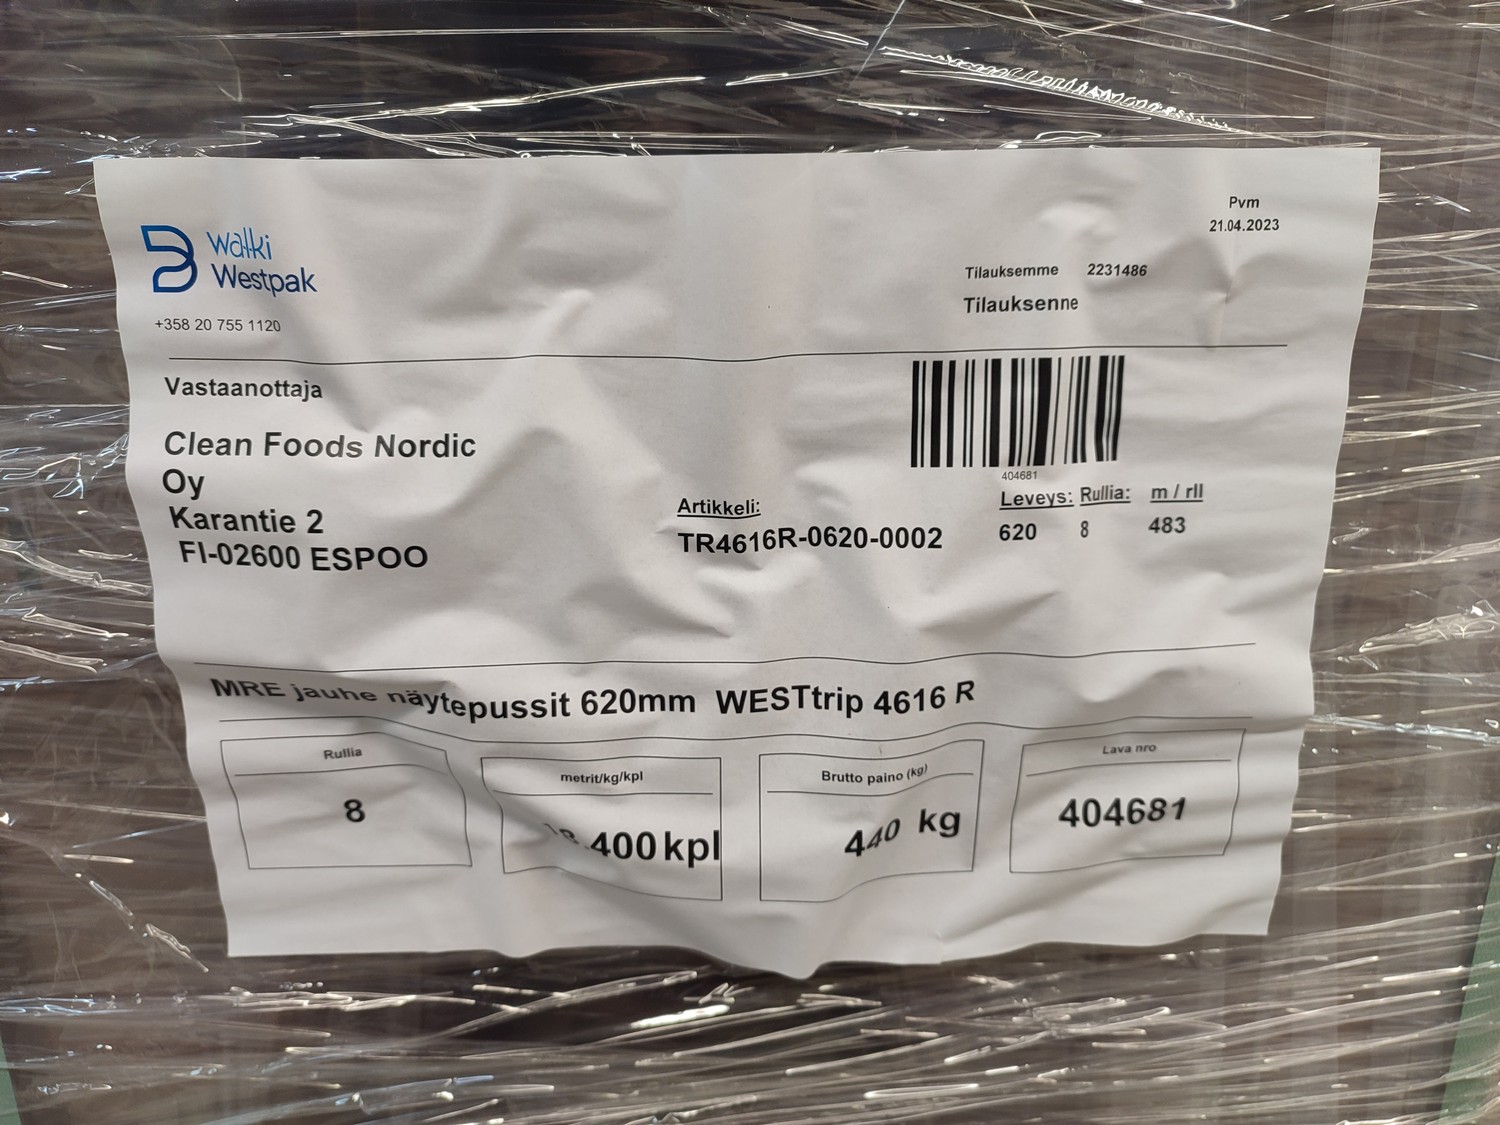 Pvm
21.04.2023
walki
Westpak
Tilauksemme 2231486
Tilauksenne
+358 20 755 1120
Vastaanottaja
Clean Foods Nordic
Oy
Karantie 2
FI-02600 ESPOO
404681
Artikkeli:
TR4616R-0620-0002
Leveys: Rullia: m / rll
620 8 483
MRE jauhe näytepussit 620mm WESTtrip 4616 R
Rullia
8
metrit/kg/kpl
400 kpl
Brutto paino (kg)
440 kg
Lava nro
404681